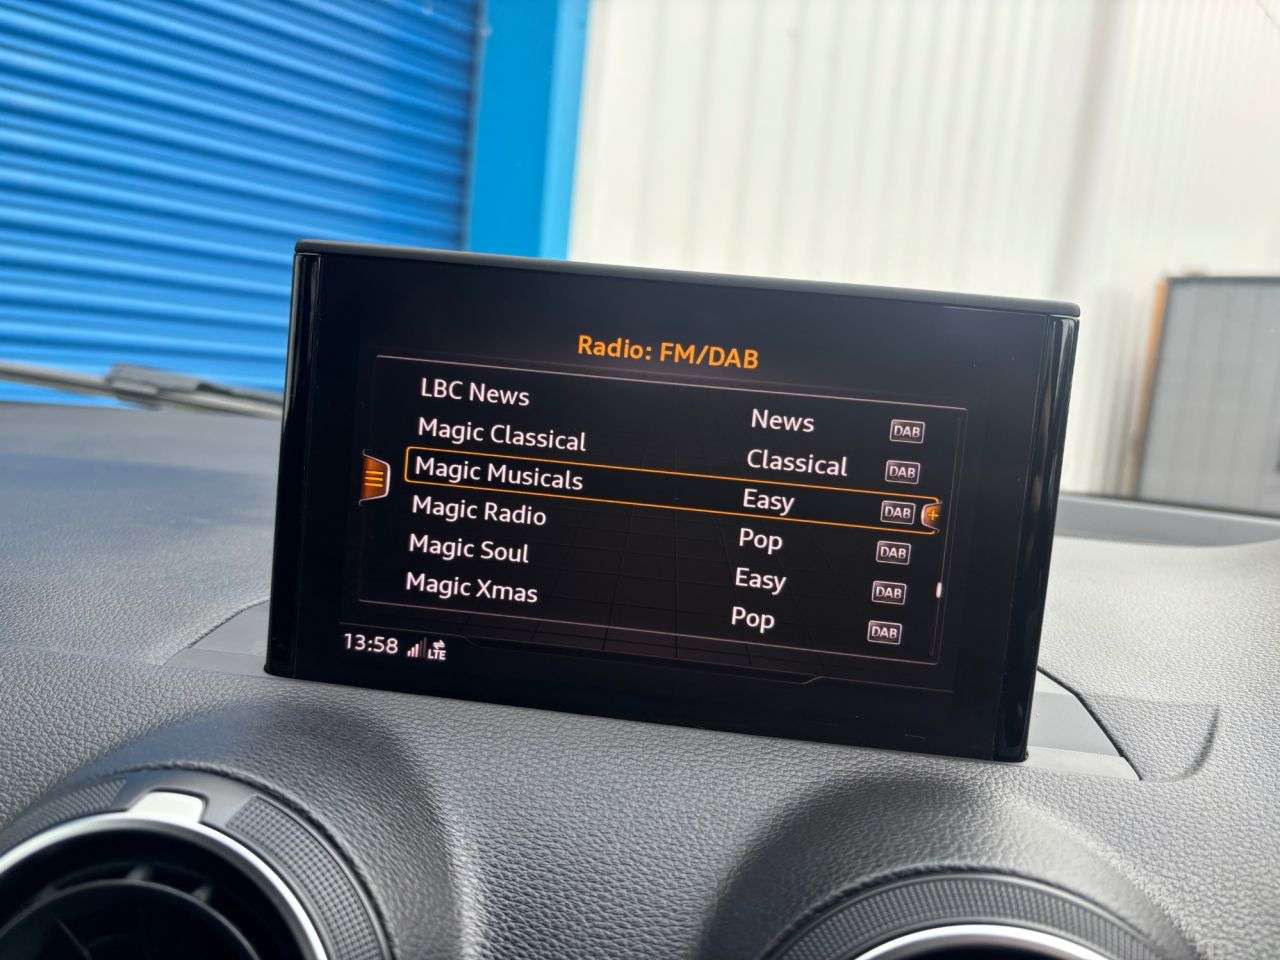 Radio: FM/DAB
LBC News News DAB
Magic Classical Classical DAB
Magic Musicals Easy DAB +
Magic Radio Pop DAB
Magic Soul Easy DAB
Magic Xmas Pop DAB
13:58 LTE